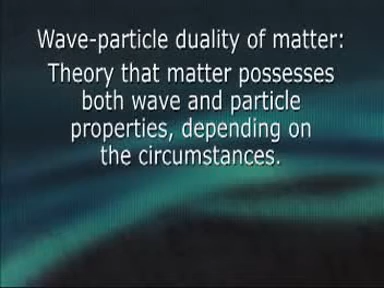 Wave-particle duality of matter:
Theory that matter possesses
both wave and particle
properties, depending on
the circumstances.